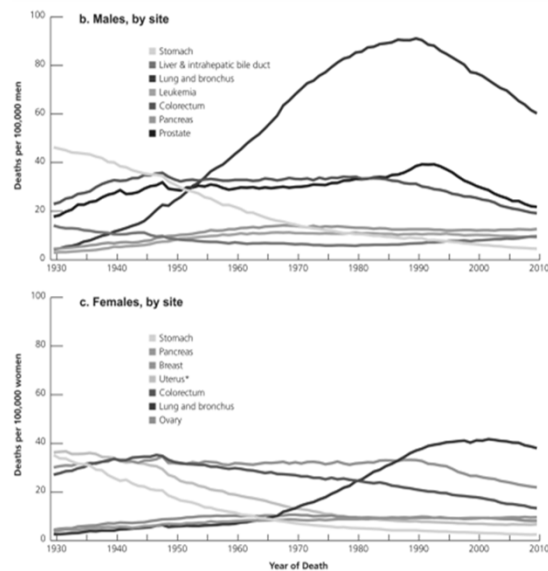 b. Males, by site
Deaths per 100,000 men
100
80
60
40
20
0
Stomach
Liver & intrahepatic bile duct
Lung and bronchus
Leukemia
Colorectum
Pancreas
Prostate
1930 1940 1950 1960 1970 1980 1990 2000 2010
c. Females, by site
Deaths per 100,000 women
100
80
60
40
20
0
Stomach
Pancreas
Breast
Uterus*
Colorectum
Lung and bronchus
Ovary
1930 1940 1950 1960 1970 1980 1990 2000 2010
Year of Death